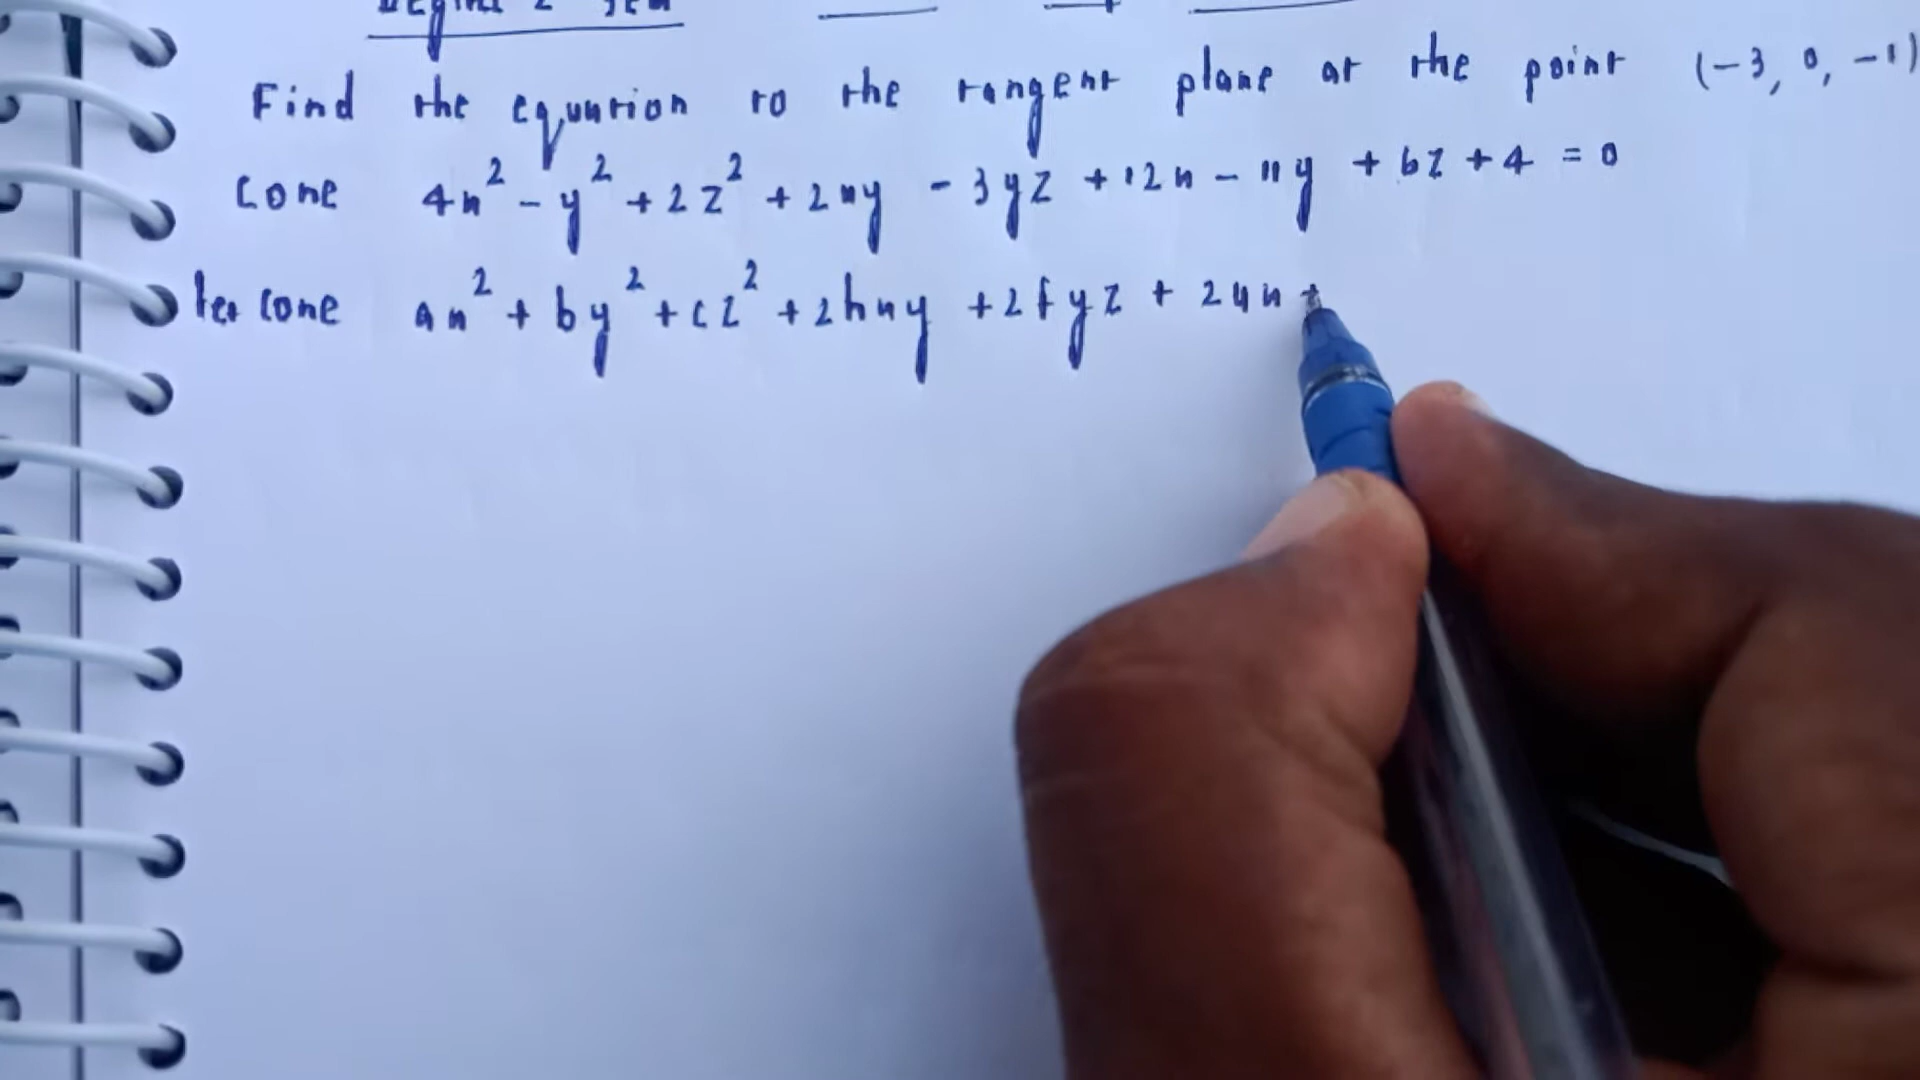 Find the equation to the tangent plane at the point (-3, 0, -1)
cone 4x² - y² + 2z² + 2xy - 3yz + 12x - 11y + 6z + 4 = 0
let cone ax² + by² + cz² + 2hxy + 2fyz + 2ux +